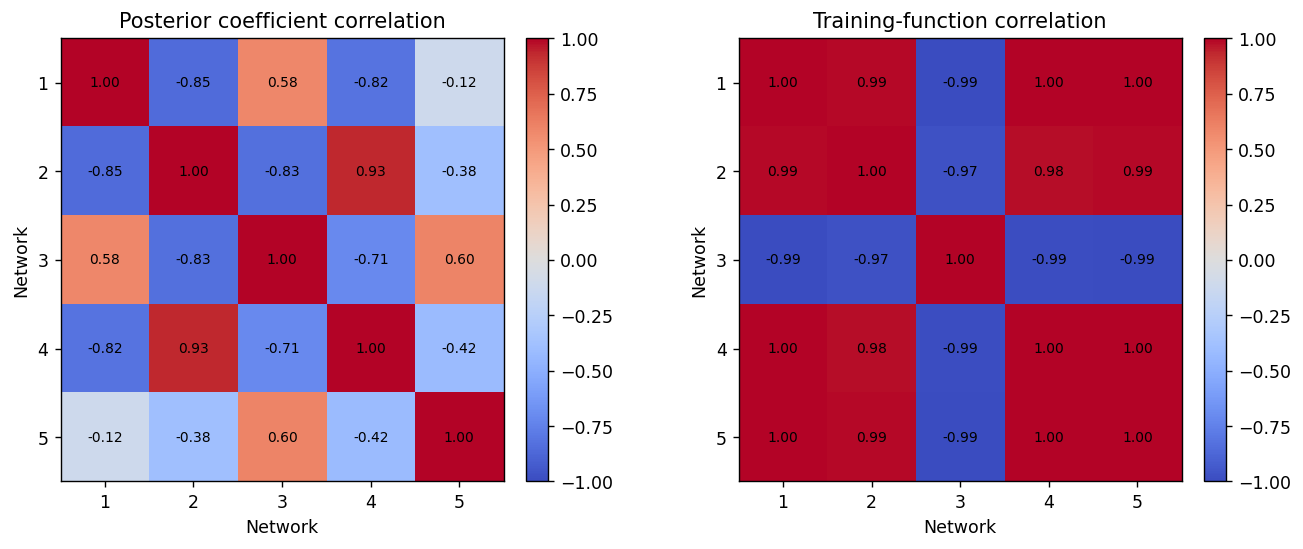 Posterior coefficient correlation
1 1.00 -0.85 0.58 -0.82 -0.12
2 -0.85 1.00 -0.83 0.93 -0.38
3 0.58 -0.83 1.00 -0.71 0.60
4 -0.82 0.93 -0.71 1.00 -0.42
5 -0.12 -0.38 0.60 -0.42 1.00
1 2 3 4 5
Network
Network
1.00
0.75
0.50
0.25
0.00
−0.25
−0.50
−0.75
−1.00
Training-function correlation
1 1.00 0.99 -0.99 1.00 1.00
2 0.99 1.00 -0.97 0.98 0.99
3 -0.99 -0.97 1.00 -0.99 -0.99
4 1.00 0.98 -0.99 1.00 1.00
5 1.00 0.99 -0.99 1.00 1.00
1 2 3 4 5
Network
Network
1.00
0.75
0.50
0.25
0.00
−0.25
−0.50
−0.75
−1.00